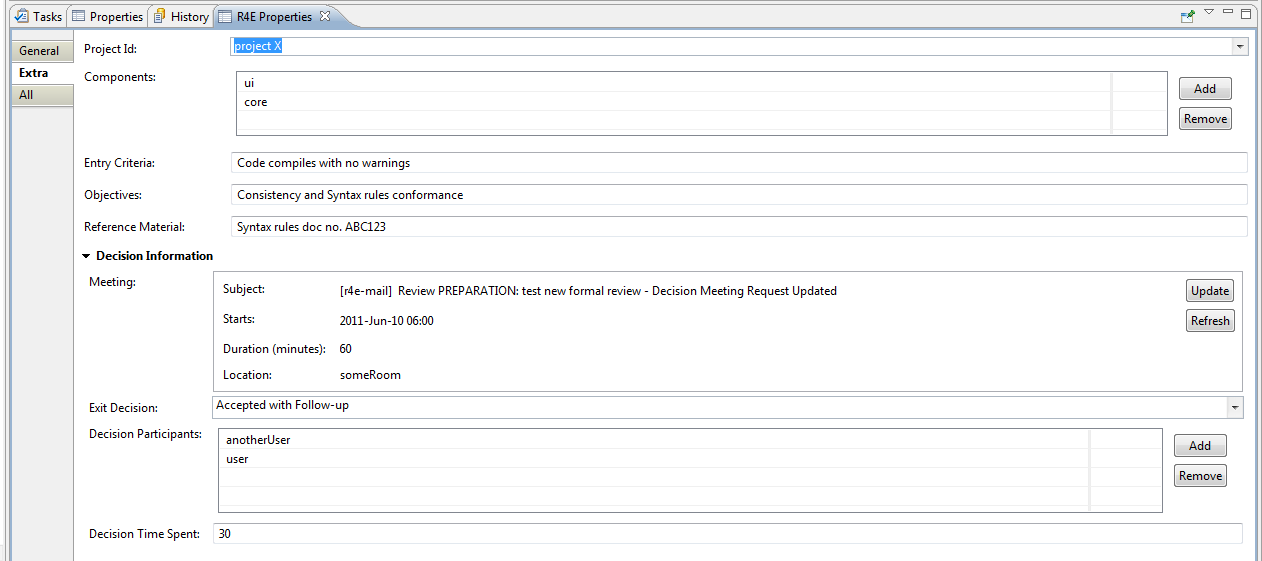 Tasks Properties History R4E Properties
General
Extra
All
Project Id: project X
Components:
ui
core
Add
Remove
Entry Criteria: Code compiles with no warnings
Objectives: Consistency and Syntax rules conformance
Reference Material: Syntax rules doc no. ABC123
Decision Information
Meeting:
Subject: [r4e-mail] Review PREPARATION: test new formal review - Decision Meeting Request Updated
Update
Starts: 2011-Jun-10 06:00
Refresh
Duration (minutes): 60
Location: someRoom
Exit Decision: Accepted with Follow-up
Decision Participants:
anotherUser
user
Add
Remove
Decision Time Spent: 30